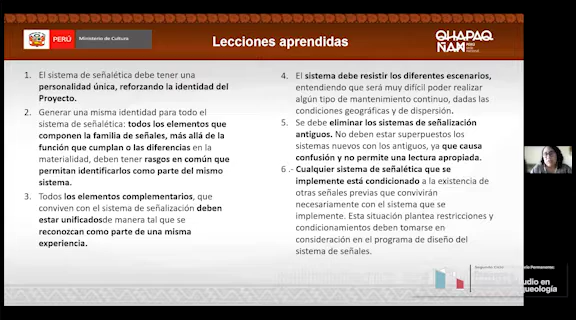 PERÚ
Ministerio de Cultura
Lecciones aprendidas
QHAPAQ
ÑAN
PERÚ
1. El sistema de señalética debe tener una
personalidad única, reforzando la identidad del
Proyecto.
2. Generar una misma identidad para todo el
sistema de señalética: todos los elementos que
componen la familia de señales, más allá de la
función que cumplan o las diferencias en
la materialidad, deben tener rasgos en común que
permitan identificarlos como parte del mismo
sistema.
3. Todos los elementos complementarios, que
conviven con el sistema de señalización deben
estar unificadosde manera tal que se
reconozcan como parte de una misma
experiencia.
4. El sistema debe resistir los diferentes escenarios,
entendiendo que será muy difícil poder realizar
algún tipo de mantenimiento continuo, dadas las
condiciones geográficas y de dispersión.
5. Se debe eliminar los sistemas de señalización
antiguos. No deben estar superpuestos los
sistemas nuevos con los antiguos, ya que causa
confusión y no permite una lectura apropiada.
6 .- Cualquier sistema de señalética que se
implemente está condicionado a la existencia de
otras señales previas que convivirán
necesariamente con el sistema que se
implemente. Esta situación plantea restricciones y
condicionamientos deben tomarse en
consideración en el programa de diseño del
sistema de señales.